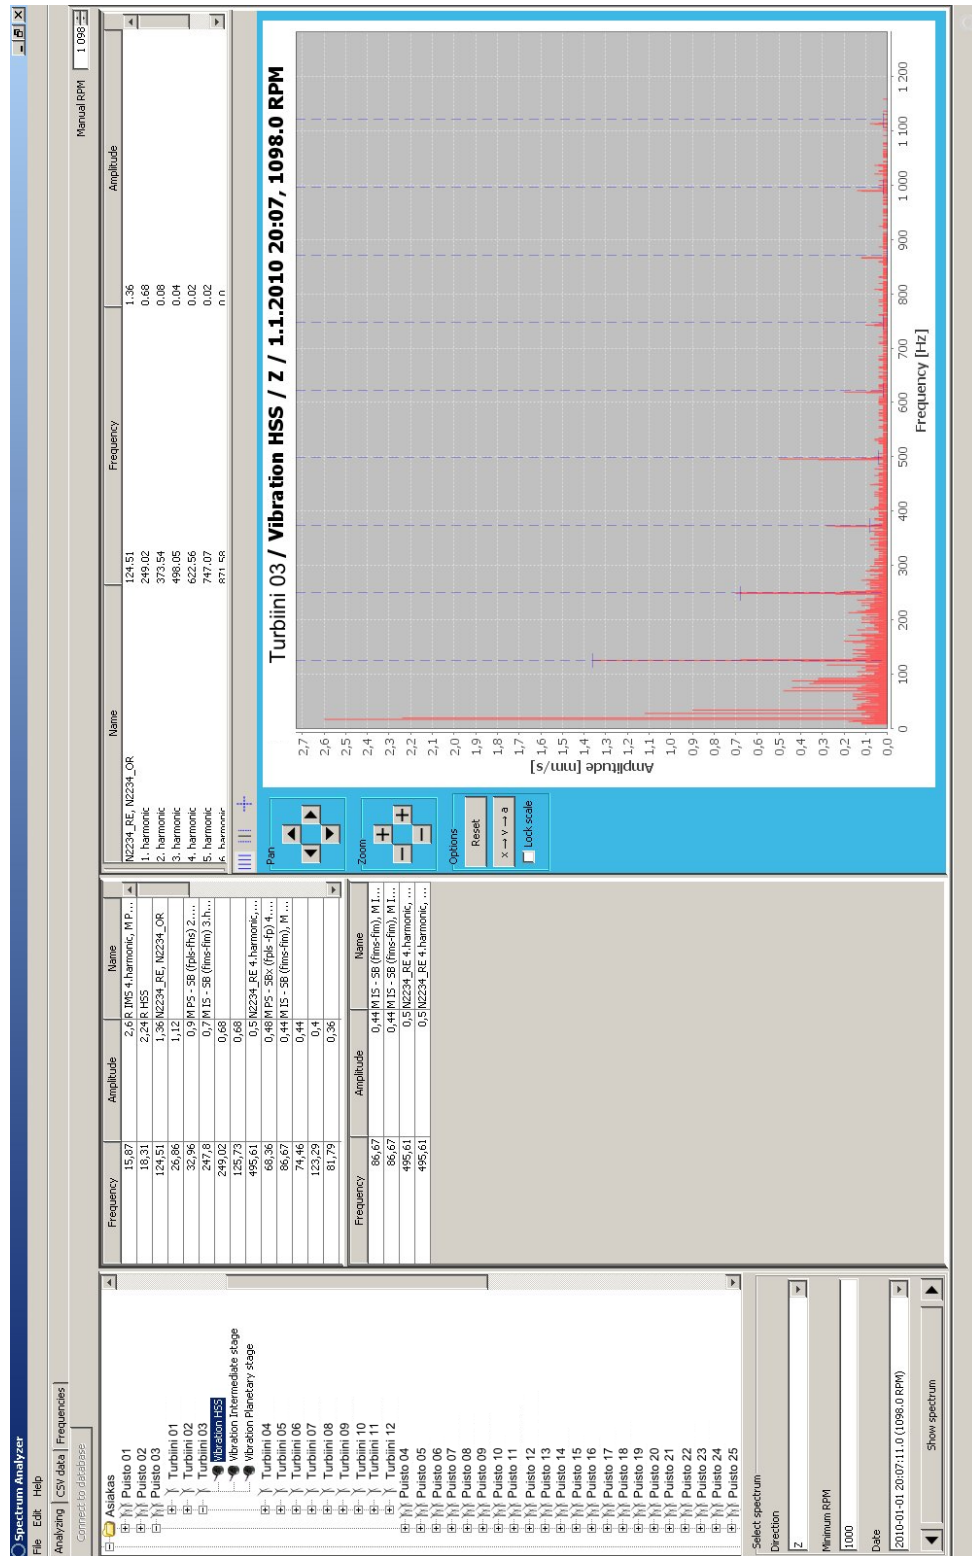 Spectrum Analyzer
File Edit Help
Analyzing CSV data Frequencies
Connect to database
Manual RPM 1 098
Asiakas
Puisto 01
Puisto 02
Puisto 03
Turbiini 01
Turbiini 02
Turbiini 03
Vibration HSS
Vibration Intermediate stage
Vibration Planetary stage
Turbiini 04
Turbiini 05
Turbiini 06
Turbiini 07
Turbiini 08
Turbiini 09
Turbiini 10
Turbiini 11
Turbiini 12
Puisto 04
Puisto 05
Puisto 06
Puisto 07
Puisto 08
Puisto 09
Puisto 10
Puisto 11
Puisto 12
Puisto 13
Puisto 14
Puisto 15
Puisto 16
Puisto 17
Puisto 18
Puisto 19
Puisto 20
Puisto 21
Puisto 22
Puisto 23
Puisto 24
Puisto 25
Select spectrum
Direction
Z
Minimum RPM
1000
Date
2010-01-01 20:07:11.0 (1098.0 RPM)
Show spectrum
Frequency Amplitude Name
15,87 2,6 R IMS 4.harmonic, M P...
18,31 2,24 R HSS
124,51 1,36 N2234_RE, N2234_OR
26,86 1,12
32,96 0,9 M PS - SB (fpls-fhs) 2....
247,8 0,7 M IS - SB (fims-fim) 3.h...
249,02 0,68
125,73 0,68
495,61 0,5 N2234_RE 4.harmonic,...
68,36 0,48 M PS - SBx (fpls -fp) 4....
86,67 0,44 M IS - SB (fims-fim), M ...
74,46 0,44
123,29 0,4
81,79 0,36
Frequency Amplitude Name
86,67 0,44 M IS - SB (fims-fim), M I...
86,67 0,44 M IS - SB (fims-fim), M I...
495,61 0,5 N2234_RE 4.harmonic, ...
495,61 0,5 N2234_RE 4.harmonic, ...
Name Frequency Amplitude
N2234_RE, N2234_OR 124.51 1.36
1. harmonic 249.02 0.68
2. harmonic 373.54 0.08
3. harmonic 498.05 0.04
4. harmonic 622.56 0.02
5. harmonic 747.07 0.02
6. harmonic 871.58 0.0
Pan
Zoom
Options
Reset
x → v → a
Lock scale
Turbiini 03 / Vibration HSS / Z / 1.1.2010 20:07, 1098.0 RPM
Amplitude [mm/s]
2,7
2,6
2,5
2,4
2,3
2,2
2,1
2,0
1,9
1,8
1,7
1,6
1,5
1,4
1,3
1,2
1,1
1,0
0,9
0,8
0,7
0,6
0,5
0,4
0,3
0,2
0,1
0,0
0 100 200 300 400 500 600 700 800 900 1 000 1 100 1 200
Frequency [Hz]